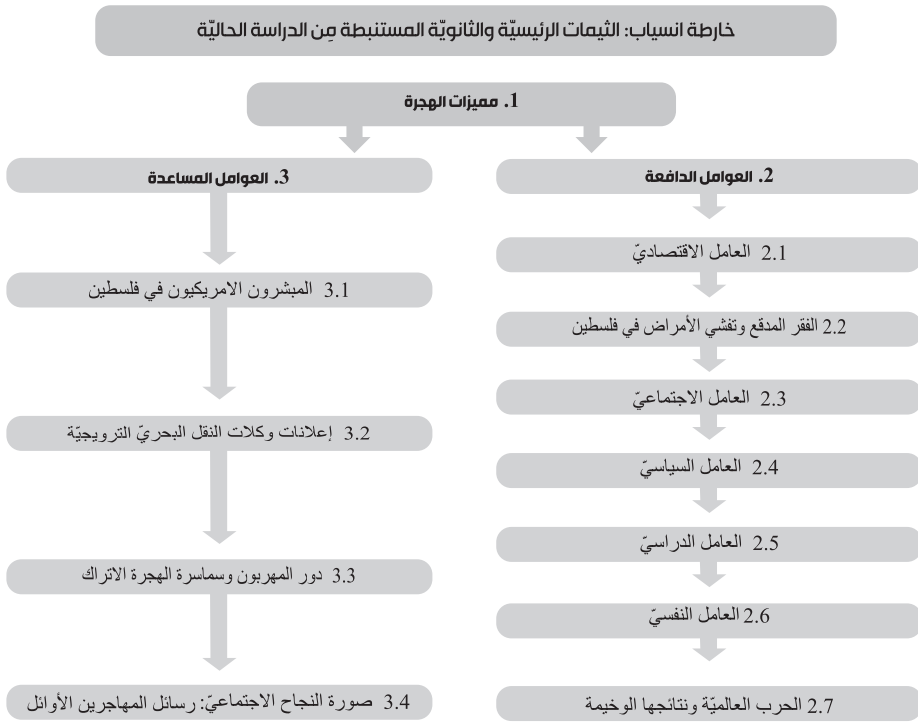 خارطة انسياب: الثيمات الرئيسيّة والثانويّة المستنبطة مِن الدراسة الحاليّة
1. مميزات الهجرة
2. العوامل الدافعة
2.1 العامل الاقتصاديّ
2.2 الفقر المدقع وتفشي الأمراض في فلسطين
2.3 العامل الاجتماعيّ
2.4 العامل السياسيّ
2.5 العامل الدراسيّ
2.6 العامل النفسيّ
2.7 الحرب العالميّة ونتائجها الوخيمة
3. العوامل المساعدة
3.1 المبشرون الامريكيون في فلسطين
3.2 إعلانات وكلات النقل البحريّ الترويجيّة
3.3 دور المهربون وسماسرة الهجرة الاتراك
3.4 صورة النجاح الاجتماعيّ: رسائل المهاجرين الأوائل